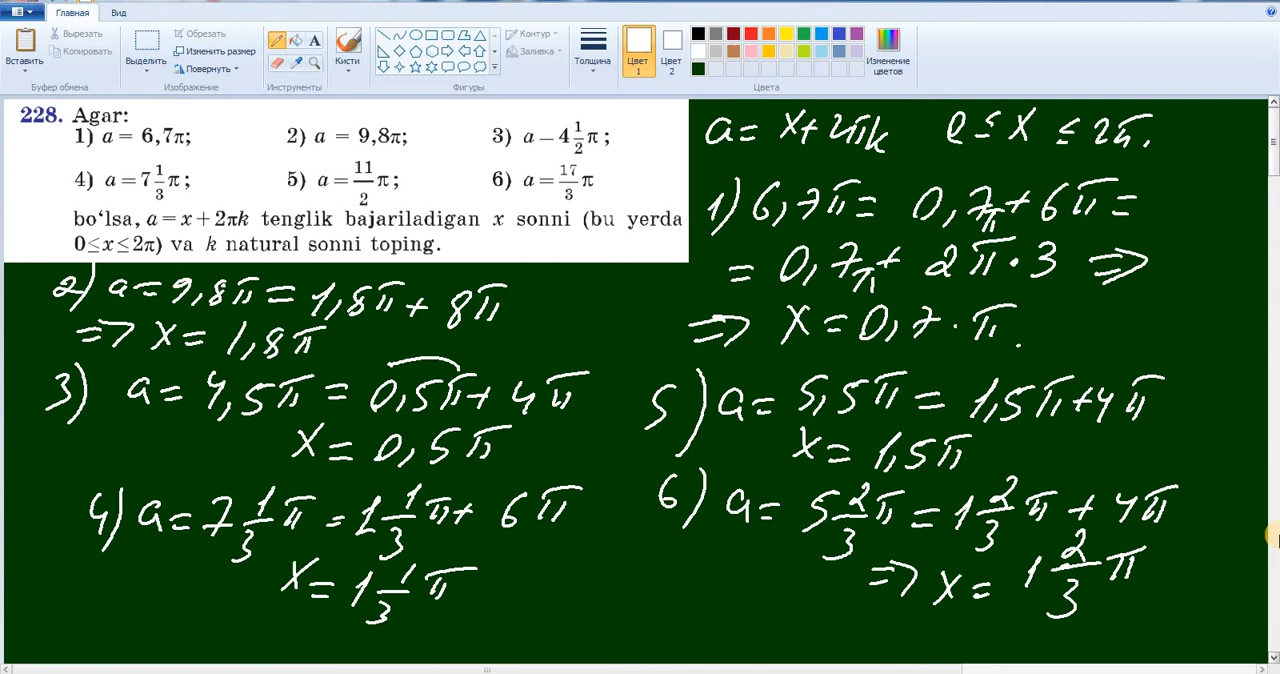 Главная Вид
Вставить
Вырезать
Копировать
Буфер обмена
Выделить
Обрезать
Изменить размер
Повернуть
Изображение
A
Инструменты
Кисти
Контур
Заливка
Фигуры
Толщина
Цвет 1
Цвет 2
Изменение цветов
Цвета
228. Agar:
1) a = 6,7π; 2) a = 9,8π; 3) a – 4 1/2 π;
4) a = 7 1/3 π; 5) a = 11/2 π; 6) a = 17/3 π
bo‘lsa, a = x + 2πk tenglik bajariladigan x sonni (bu yerda
0≤x≤2π) va k natural sonni toping.
a = x + 2πk 0 ≤ x ≤ 2π.
1) 6,7π = 0,7π + 6π =
= 0,7π + 2π · 3 ⇒
⇒ x = 0,7 · π.
2) a = 9,8π = 1,8π + 8π
⇒ x = 1,8π
3) a = 4,5π = 0,5π + 4π
x = 0,5π
4) a = 7 1/3 π = 1 1/3 π + 6π
x = 1 1/3 π
5) a = 5,5π = 1,5π + 4π
x = 1,5π
6) a = 5 2/3 π = 1 2/3 π + 4π
⇒ x = 1 2/3 π